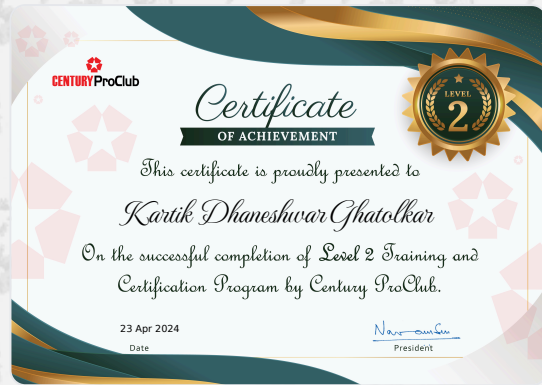 CENTURY ProClub
Certificate
OF ACHIEVEMENT
LEVEL
2
This certificate is proudly presented to
Kartik Dhaneshwar Ghatolkar
On the successful completion of Level 2 Training and
Certification Program by Century ProClub.
23 Apr 2024
Date
President